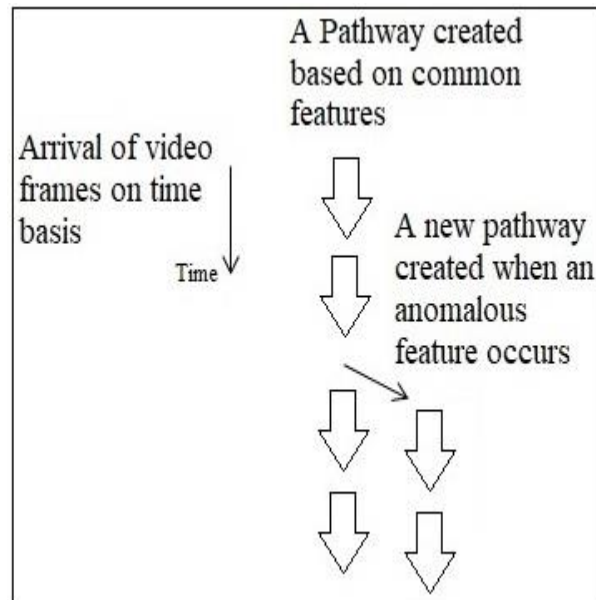 A Pathway created
based on common
features
Arrival of video
frames on time
basis
Time
A new pathway
created when an
anomalous
feature occurs